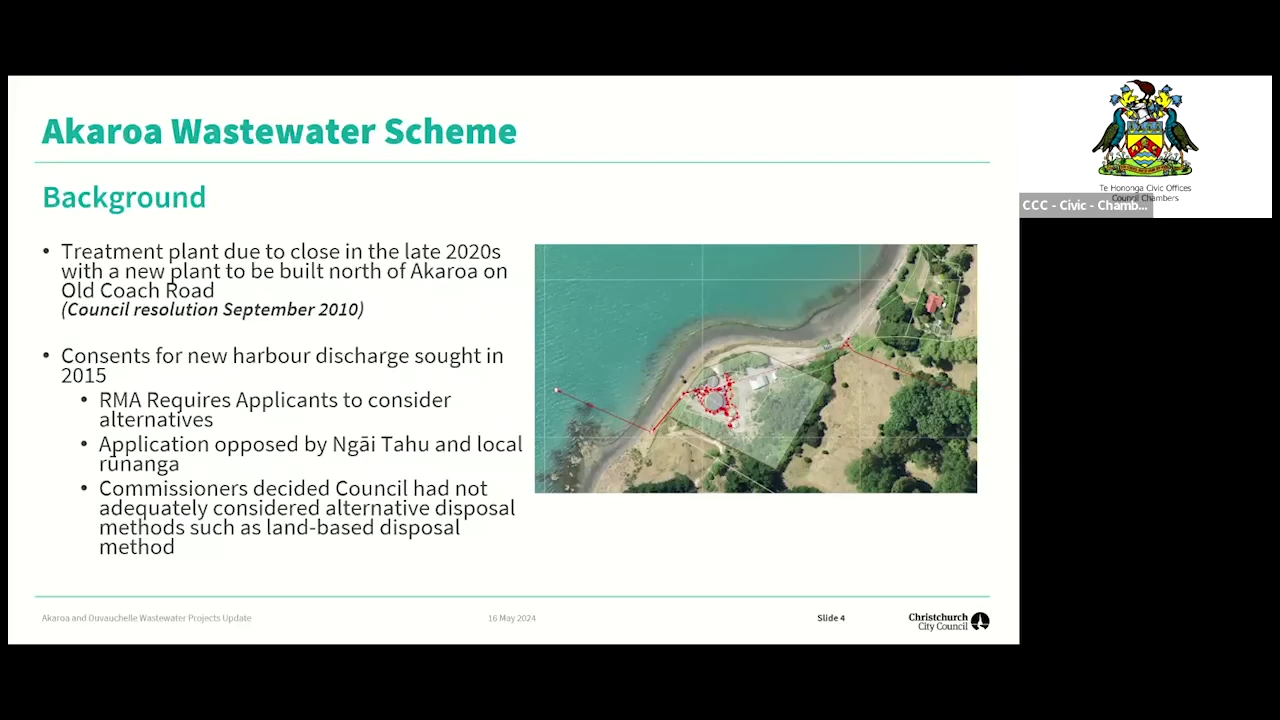 Akaroa Wastewater Scheme
Background
• Treatment plant due to close in the late 2020s
with a new plant to be built north of Akaroa on
Old Coach Road
(Council resolution September 2010)
• Consents for new harbour discharge sought in
2015
• RMA Requires Applicants to consider
alternatives
• Application opposed by Ngāi Tahu and local
rūnanga
• Commissioners decided Council had not
adequately considered alternative disposal
methods such as land-based disposal
method
Akaroa and Duvauchelle Wastewater Projects Update
16 May 2024
Slide 4
Christchurch
City Council
Te Hononga Civic Offices
Council Chambers
CCC - Civic - Chamb...